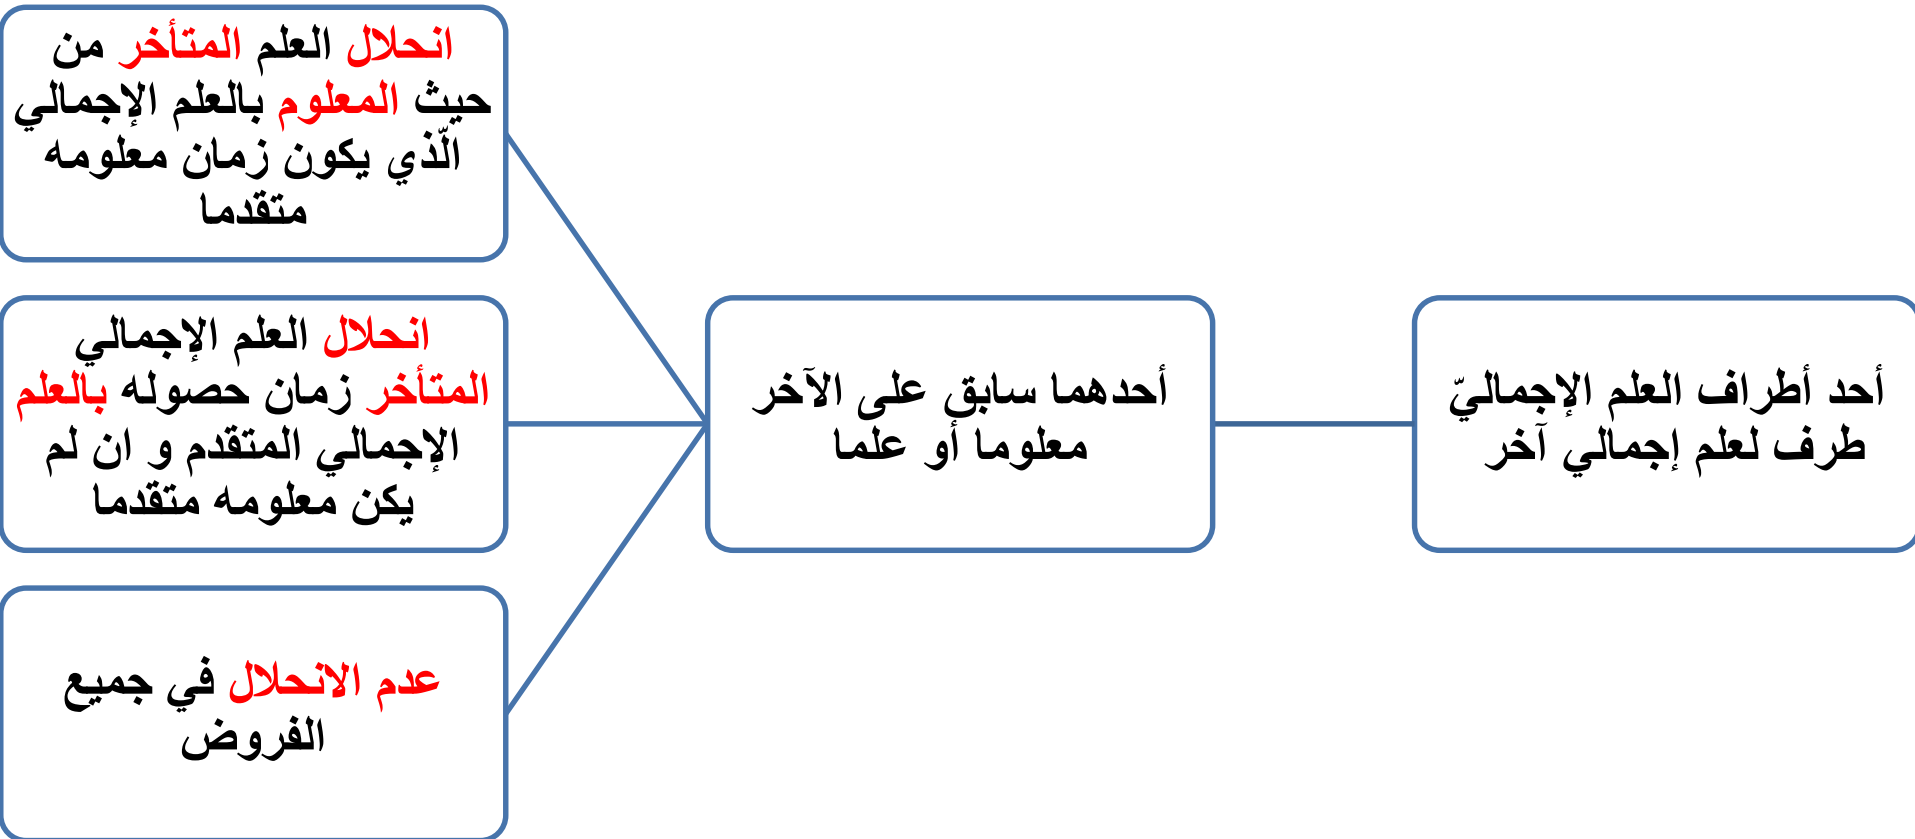 أحد أطراف العلم الإجماليّ
طرف لعلم إجمالي آخر
أحدهما سابق على الآخر
معلوما أو علما
انحلال العلم المتأخر من
حيث المعلوم بالعلم الإجمالي
الّذي يكون زمان معلومه
متقدما
انحلال العلم الإجمالي
المتأخر زمان حصوله بالعلم
الإجمالي المتقدم و ان لم
يكن معلومه متقدما
عدم الانحلال في جميع
الفروض